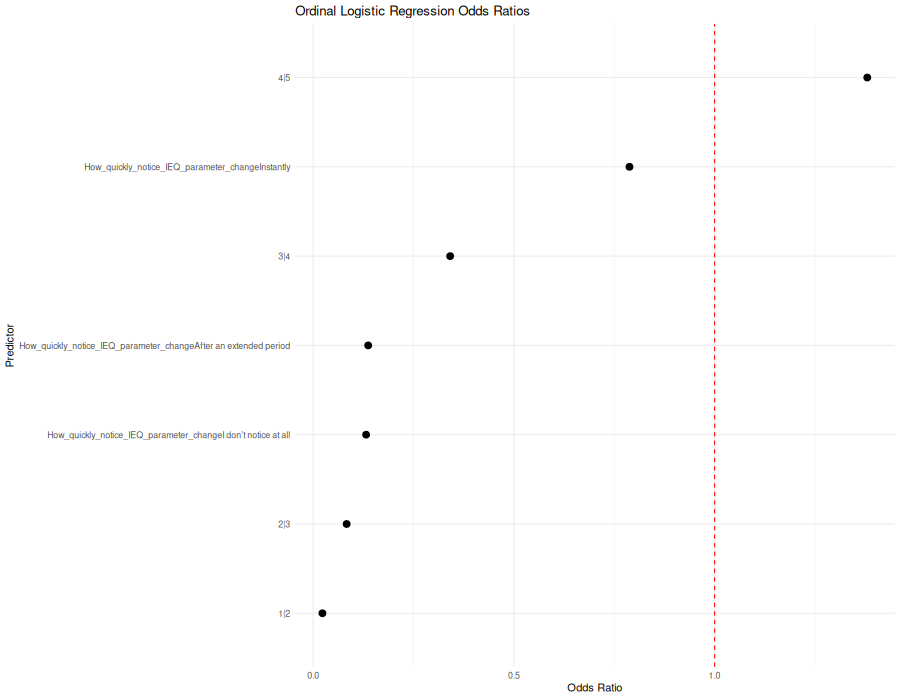 Ordinal Logistic Regression Odds Ratios
4|5
How_quickly_notice_IEQ_parameter_changeInstantly
3|4
Predictor
How_quickly_notice_IEQ_parameter_changeAfter an extended period
How_quickly_notice_IEQ_parameter_changeI don't notice at all
2|3
1|2
0.0 0.5 1.0
Odds Ratio